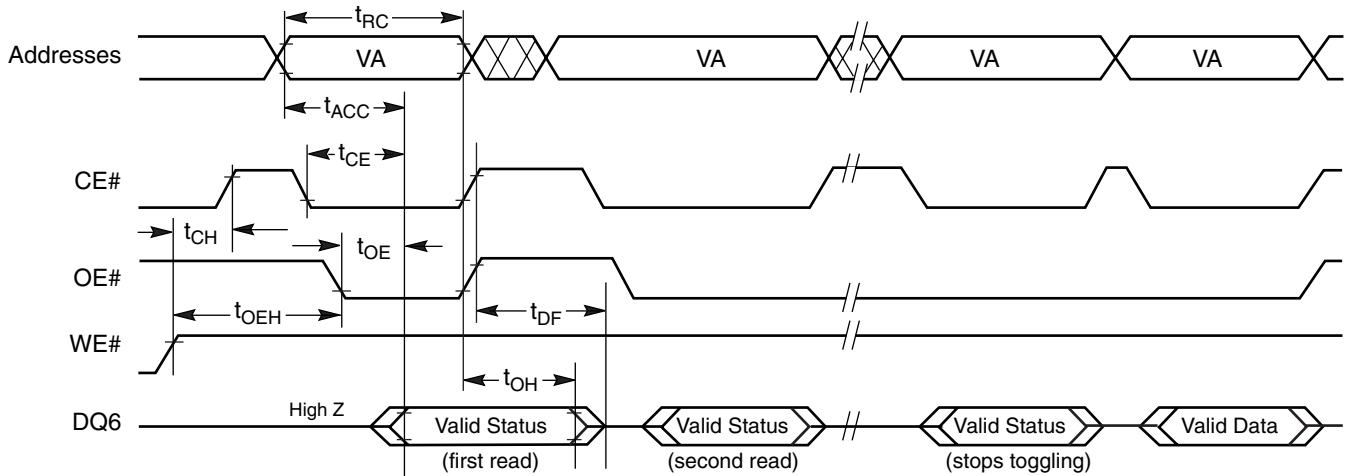 tRC
Addresses VA VA VA VA
tACC
tCE
CE#
tCH tOE
OE#
tOEH tDF
WE#
tOH
High Z
DQ6 Valid Status Valid Status Valid Status Valid Data
(first read) (second read) (stops toggling)